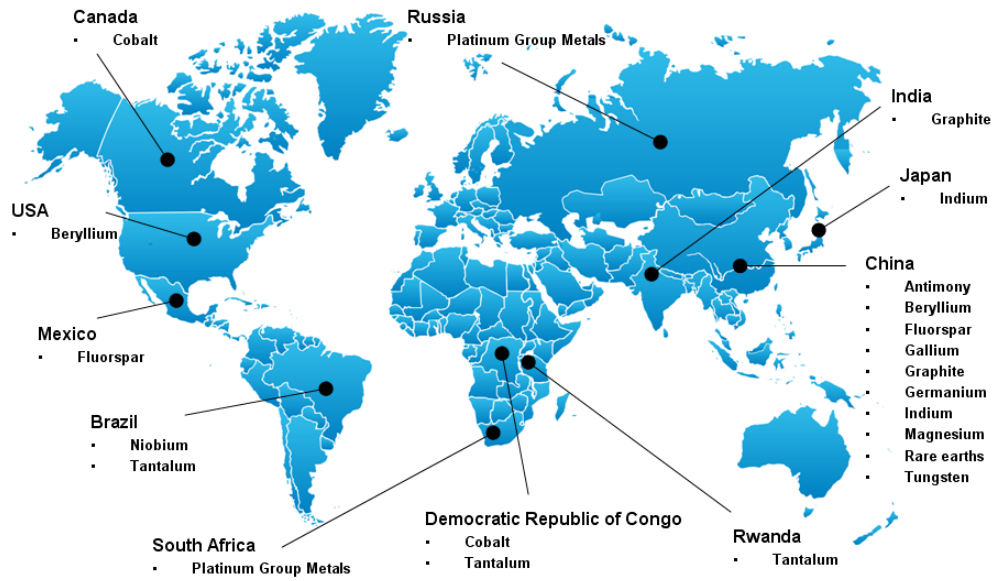 Canada
▪ Cobalt
Russia
▪ Platinum Group Metals
India
▪ Graphite
Japan
▪ Indium
USA
▪ Beryllium
China
▪ Antimony
▪ Beryllium
▪ Fluorspar
▪ Gallium
▪ Graphite
▪ Germanium
▪ Indium
▪ Magnesium
▪ Rare earths
▪ Tungsten
Mexico
▪ Fluorspar
Brazil
▪ Niobium
▪ Tantalum
South Africa
▪ Platinum Group Metals
Democratic Republic of Congo
▪ Cobalt
▪ Tantalum
Rwanda
▪ Tantalum